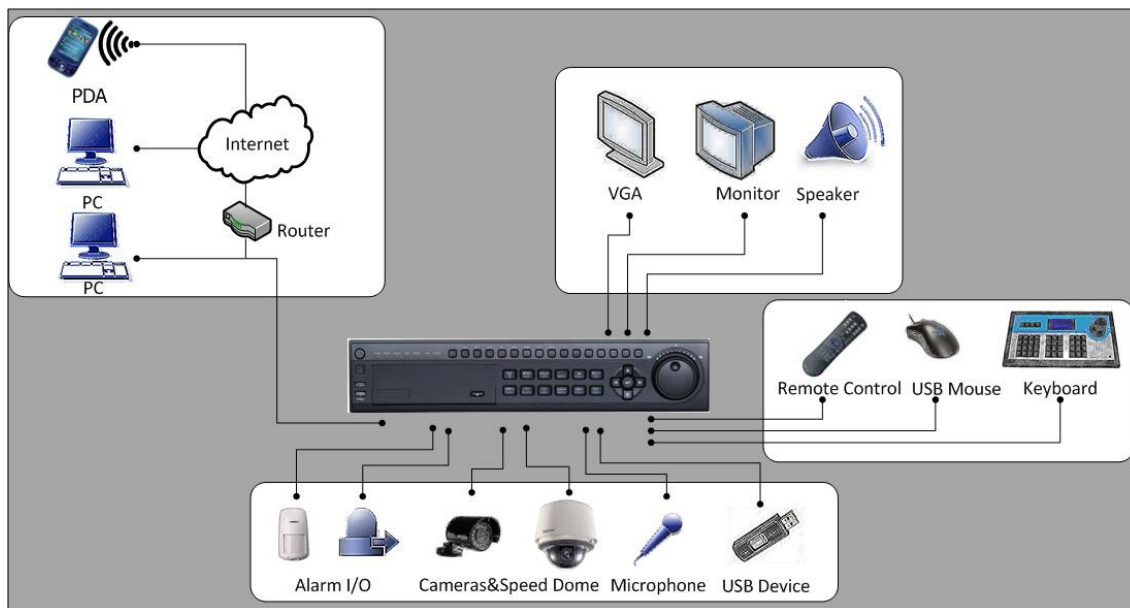 PDA
Internet
PC
Router
PC
VGA
Monitor
Speaker
Remote Control
USB Mouse
Keyboard
Alarm I/O
Cameras&Speed Dome
Microphone
USB Device